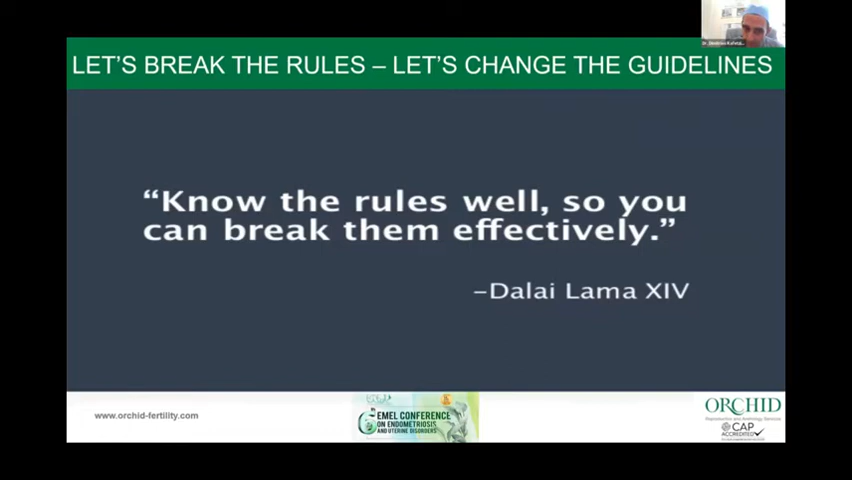 LET'S BREAK THE RULES – LET'S CHANGE THE GUIDELINES
“Know the rules well, so you
can break them effectively.”
–Dalai Lama XIV
www.orchid-fertility.com
EMEL CONFERENCE
ON ENDOMETRIOSIS
AND UTERINE DISORDERS
ORCHID
CAP
ACCREDITED